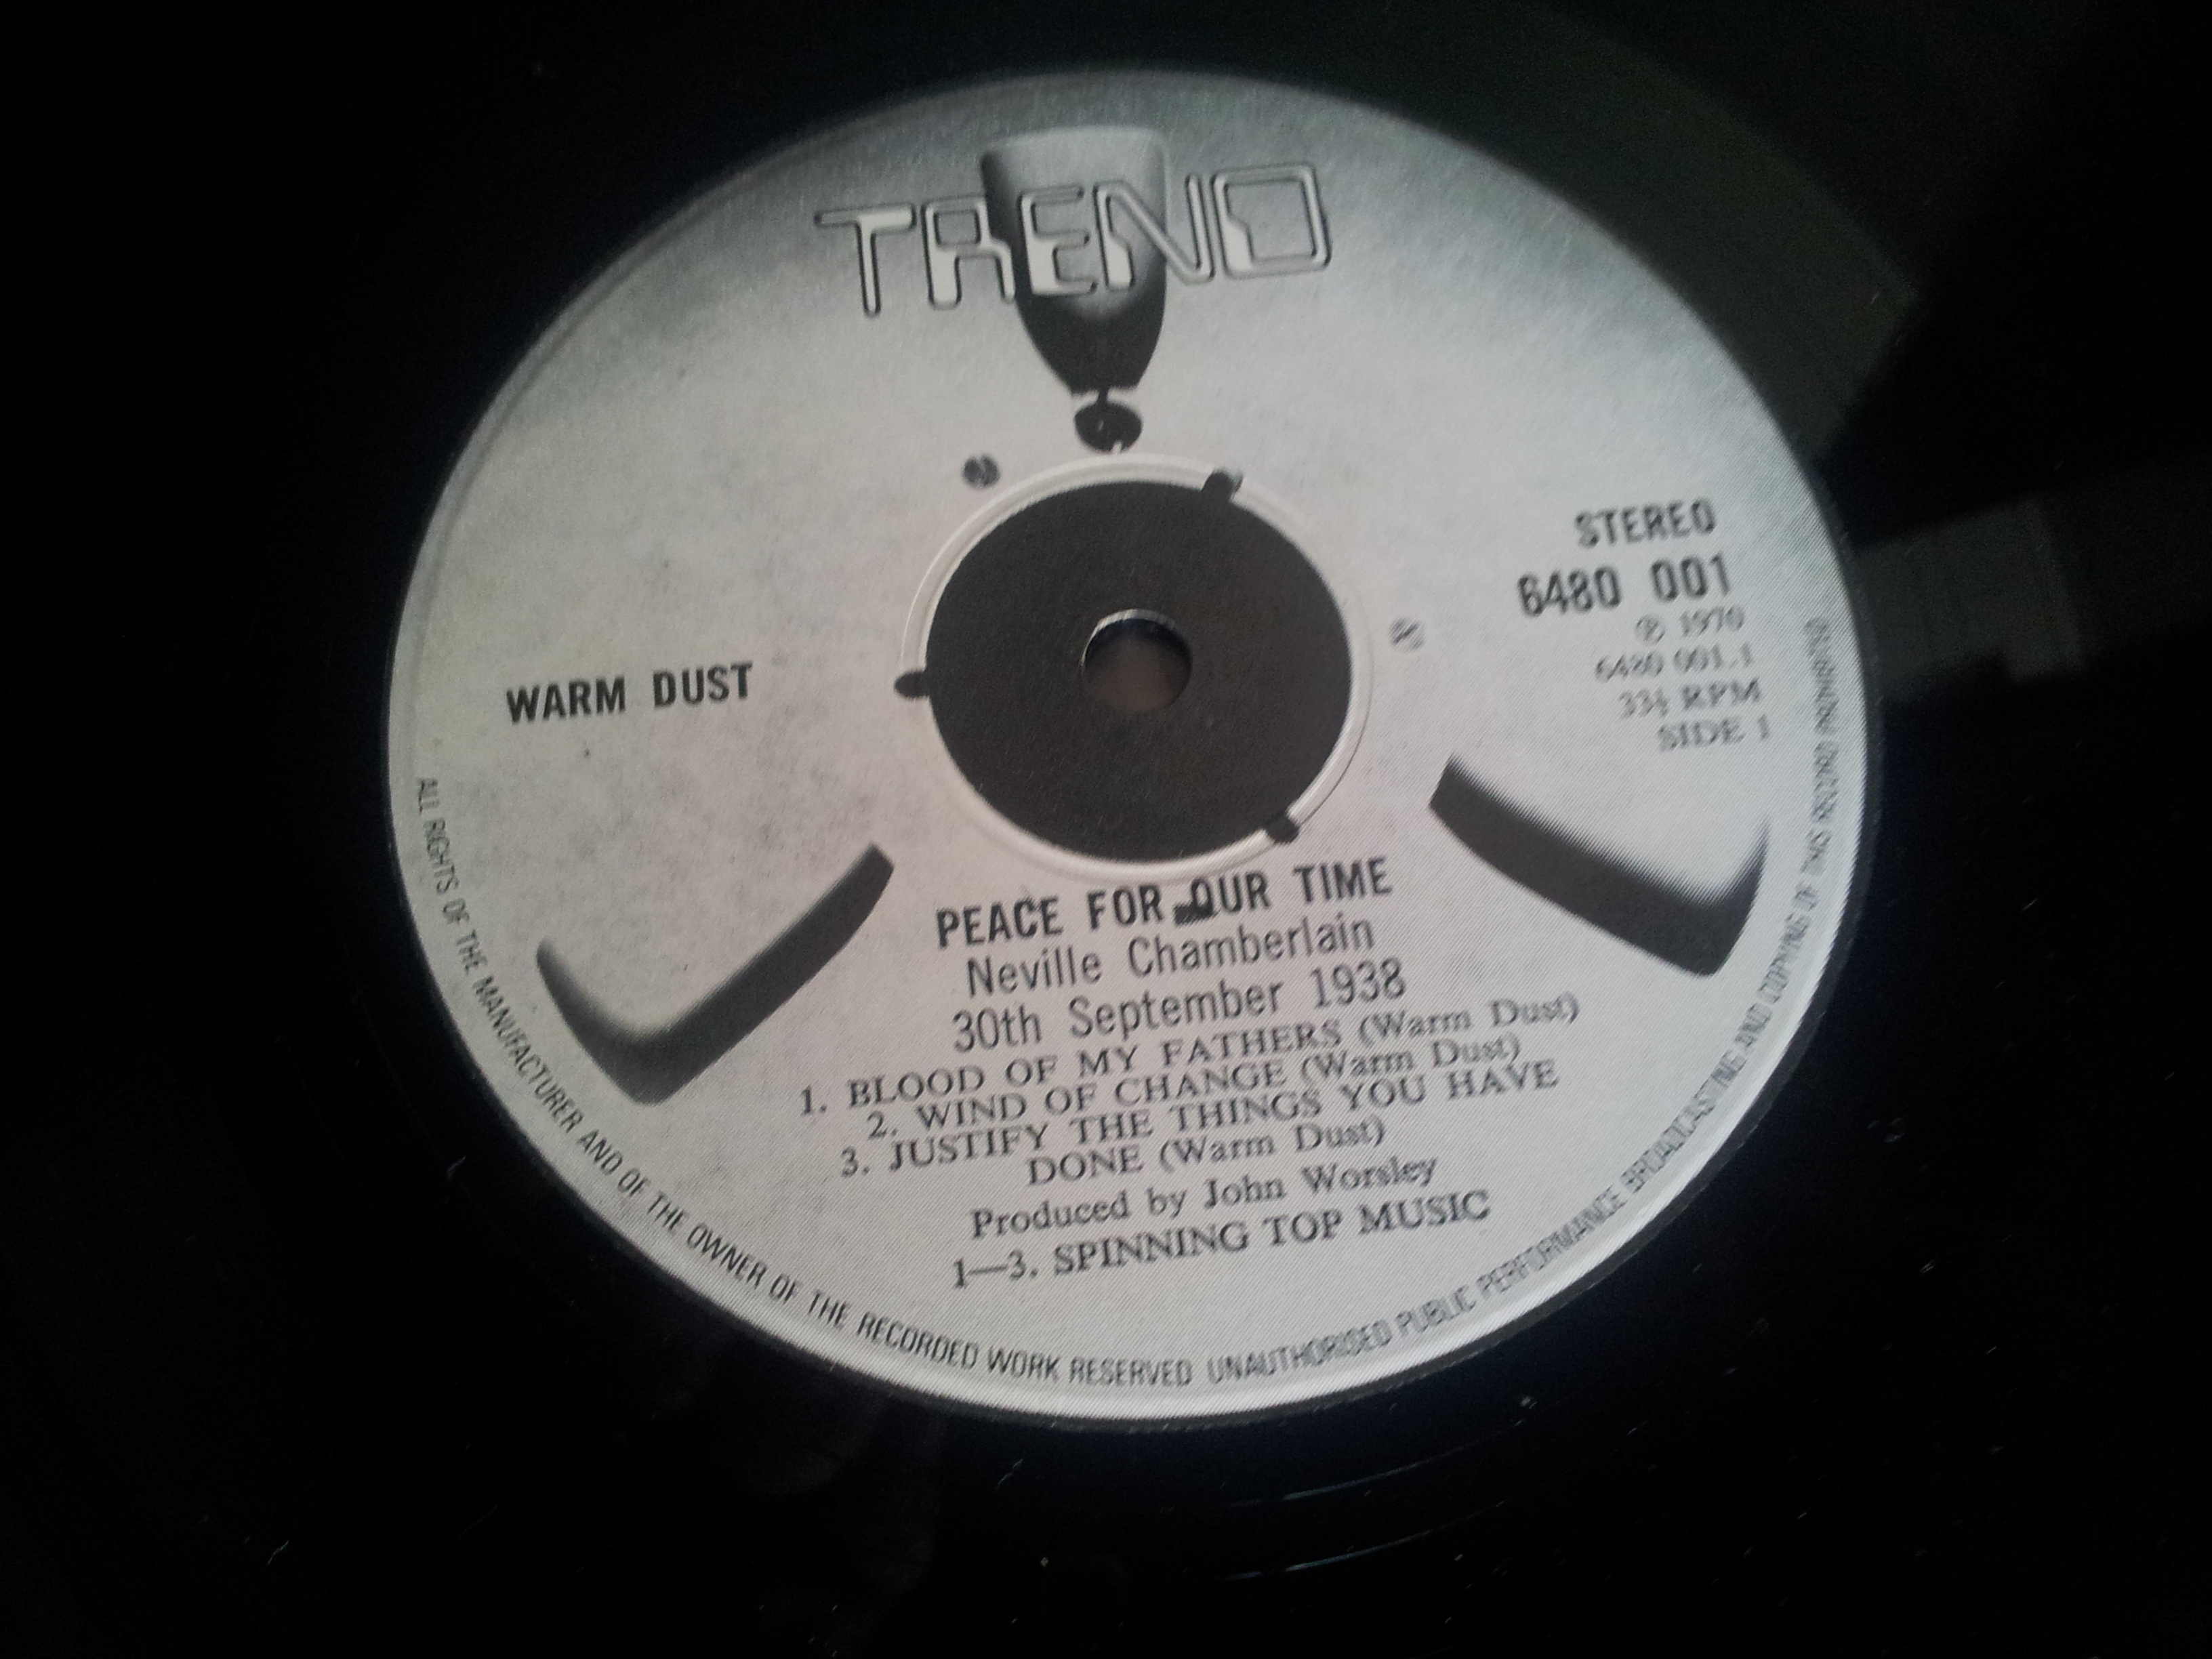 TREND
STEREO
6480 001
℗ 1970
6480 001.1
33⅓ RPM
SIDE 1
WARM DUST
PEACE FOR OUR TIME
Neville Chamberlain
30th September 1938
1. BLOOD OF MY FATHERS (Warm Dust)
2. WIND OF CHANGE (Warm Dust)
3. JUSTIFY THE THINGS YOU HAVE
DONE (Warm Dust)
Produced by John Worsley
1—3. SPINNING TOP MUSIC
ALL RIGHTS OF THE MANUFACTURER AND OF THE OWNER OF THE RECORDED WORK RESERVED UNAUTHORISED PUBLIC PERFORMANCE BROADCASTING AND COPYING OF THIS RECORD PROHIBITED